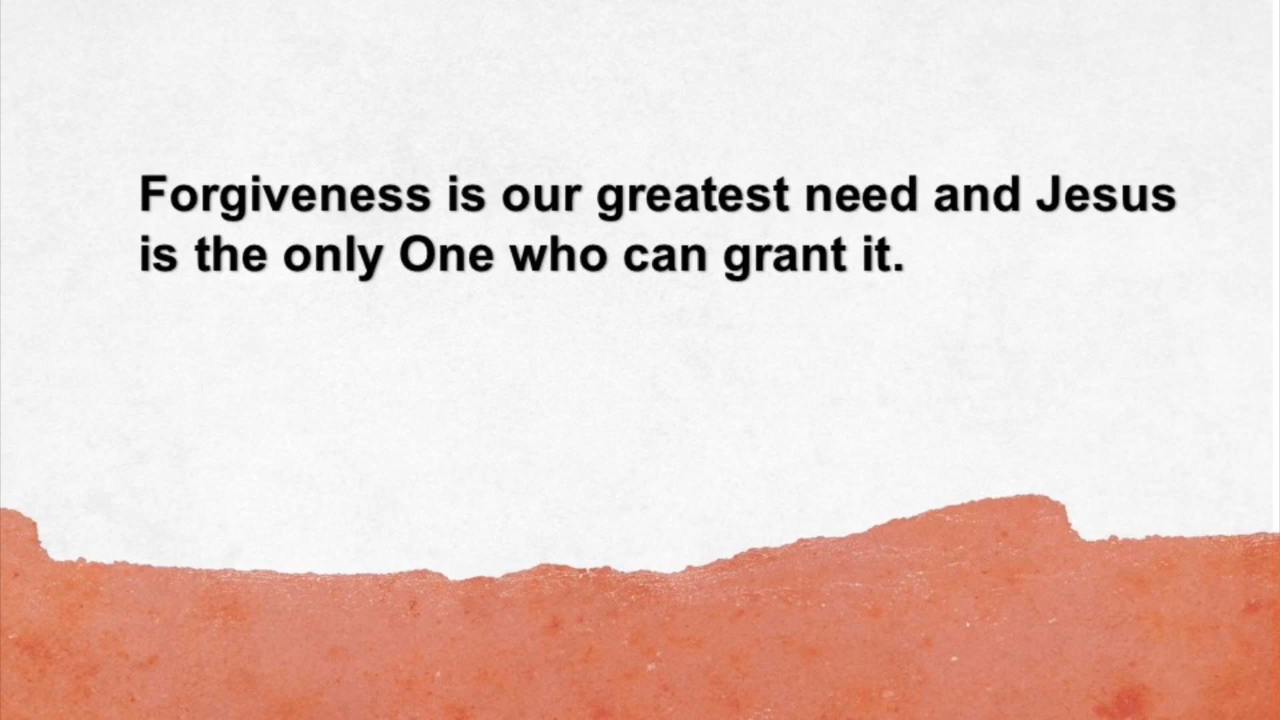 Forgiveness is our greatest need and Jesus
is the only One who can grant it.